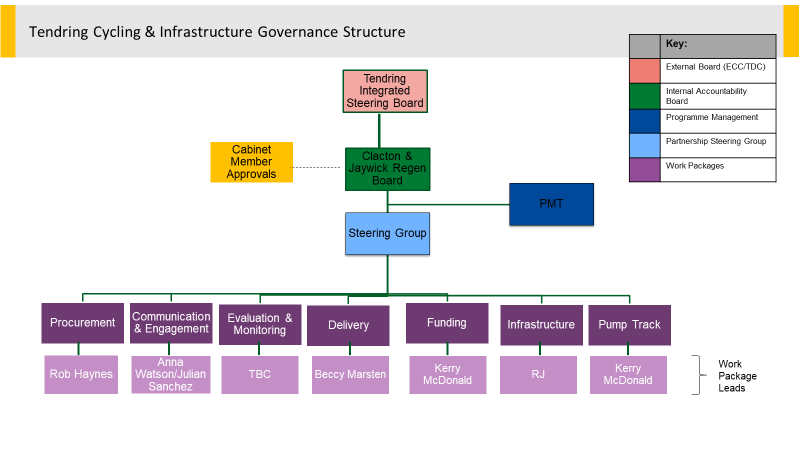 Tendring Cycling & Infrastructure Governance Structure
Key:
External Board (ECC/TDC)
Internal Accountability
Board
Programme Management
Partnership Steering Group
Work Packages
Tendring
Integrated
Steering Board
Cabinet
Member
Approvals
Clacton &
Jaywick Regen
Board
PMT
Steering Group
Procurement
Communication
& Engagement
Evaluation &
Monitoring
Delivery
Funding
Infrastructure
Pump Track
Rob Haynes
Anna
Watson/Julian
Sanchez
TBC
Beccy Marsten
Kerry
McDonald
RJ
Kerry
McDonald
Work
Package
Leads